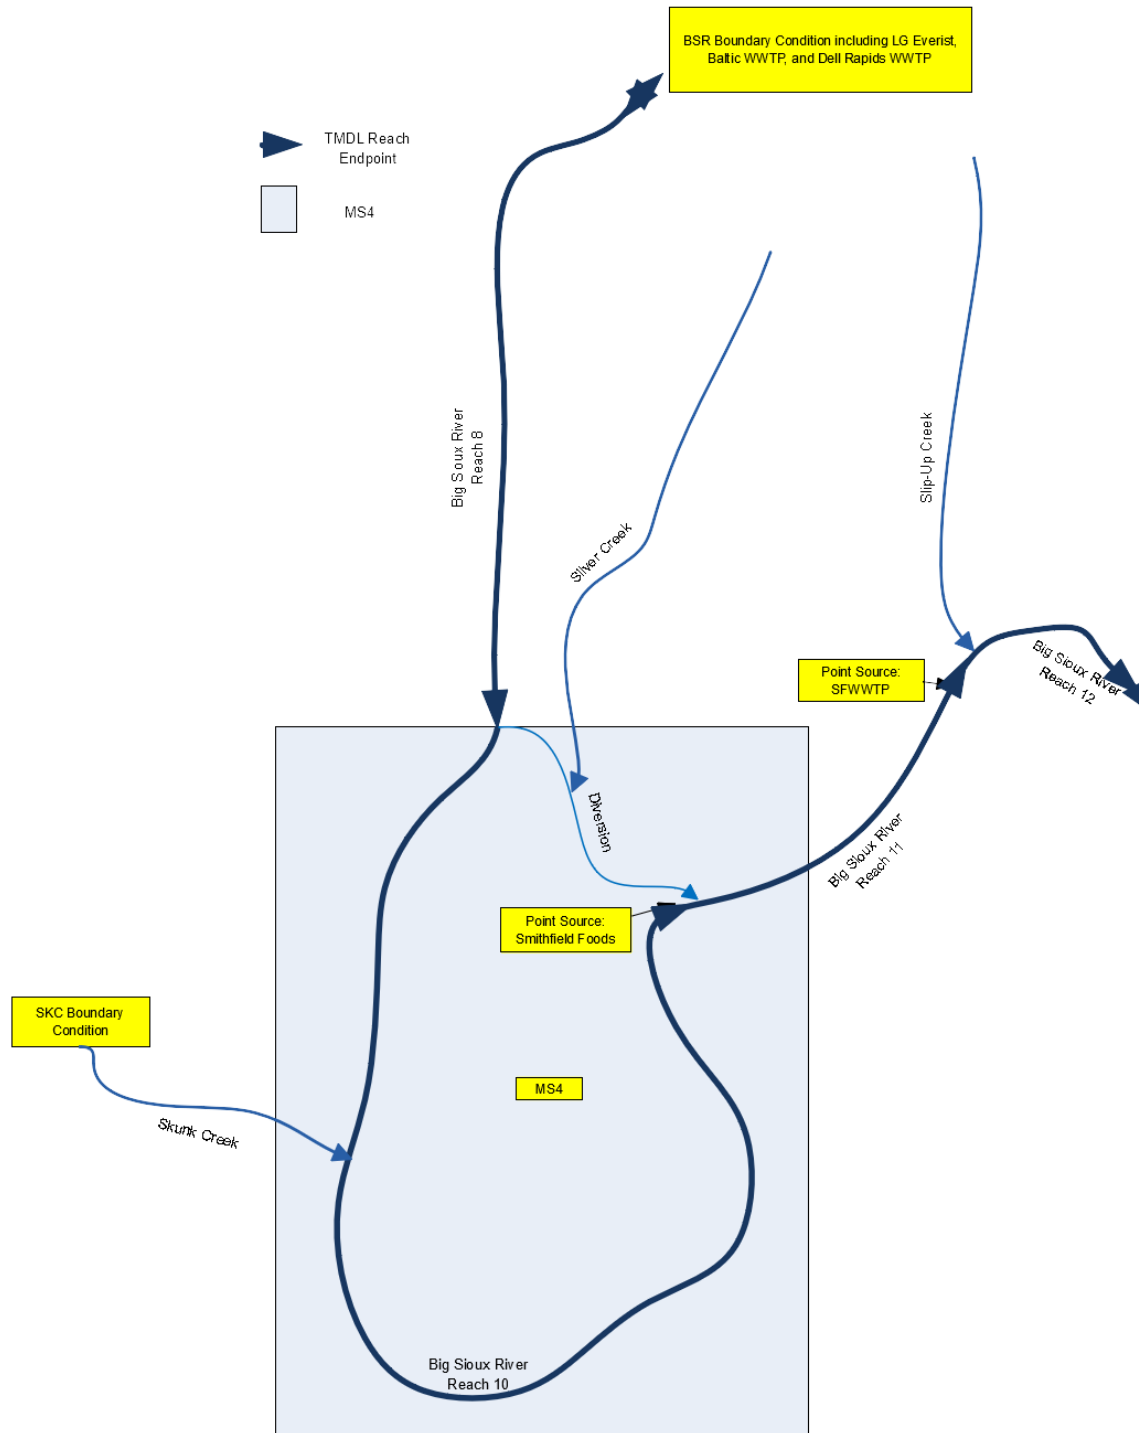 BSR Boundary Condition including LG Everist,
Baltic WWTP, and Dell Rapids WWTP
TMDL Reach
Endpoint
MS4
Big Sioux River
Reach 8
Slip-Up Creek
Silver Creek
Big Sioux River
Reach 12
Point Source:
SFWWTP
Diversion
Big Sioux River
Reach 11
Point Source:
Smithfield Foods
SKC Boundary
Condition
MS4
Skunk Creek
Big Sioux River
Reach 10